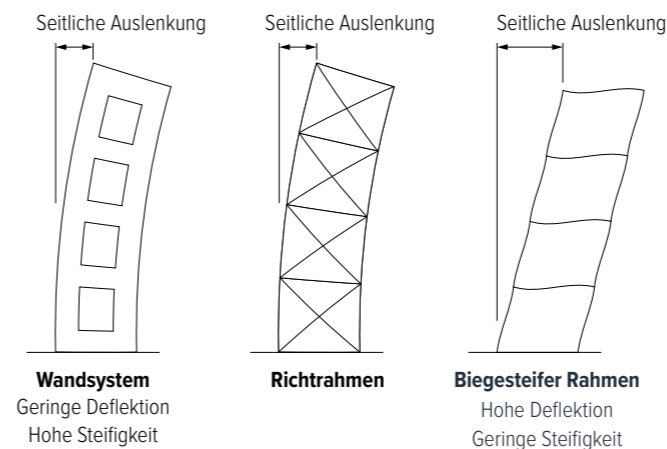 Seitliche Auslenkung
Seitliche Auslenkung
Seitliche Auslenkung
Wandsystem
Geringe Deflektion
Hohe Steifigkeit
Richtrahmen
Biegesteifer Rahmen
Hohe Deflektion
Geringe Steifigkeit